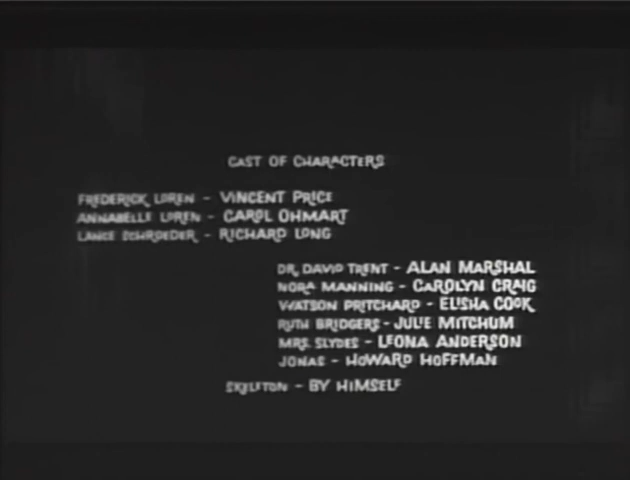 CAST OF CHARACTERS
FREDERICK LOREN - VINCENT PRICE
ANNABELLE LOREN - CAROL OHMART
LANCE SCHROEDER - RICHARD LONG
DR. DAVID TRENT - ALAN MARSHAL
NORA MANNING - CAROLYN CRAIG
WATSON PRITCHARD - ELISHA COOK
RUTH BRIDGERS - JULIE MITCHUM
MRS. SLYDES - LEONA ANDERSON
JONAS - HOWARD HOFFMAN
SKELETON - BY HIMSELF